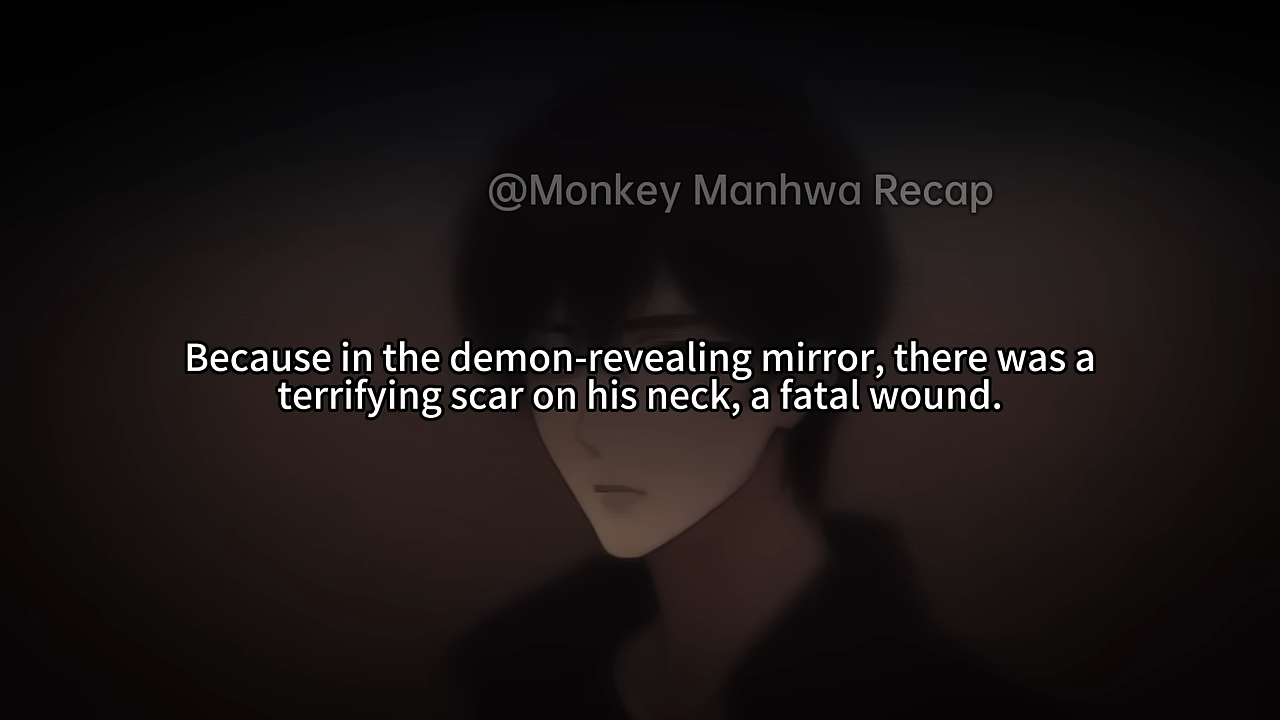 @Monkey Manhwa Recap
Because in the demon-revealing mirror, there was a
terrifying scar on his neck, a fatal wound.